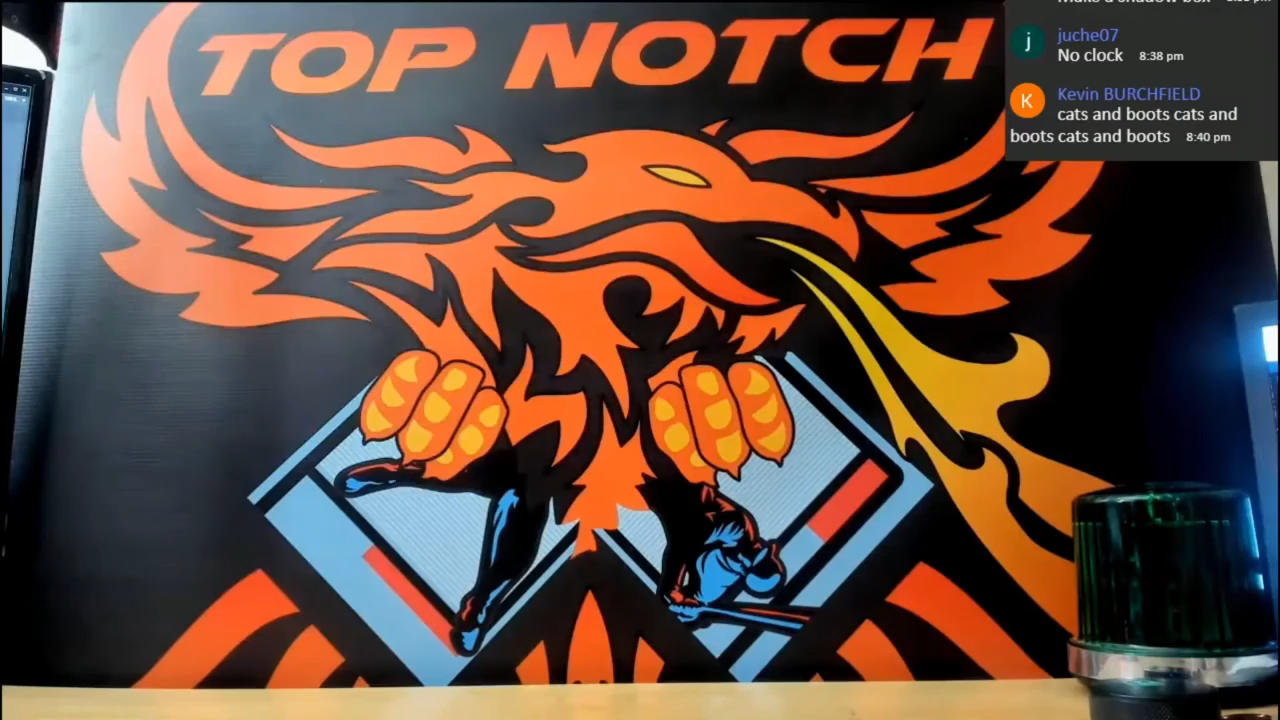 TOP NOTCH
juche07
No clock 8:38 pm
Kevin BURCHFIELD
cats and boots cats and
boots cats and boots 8:40 pm
j
K